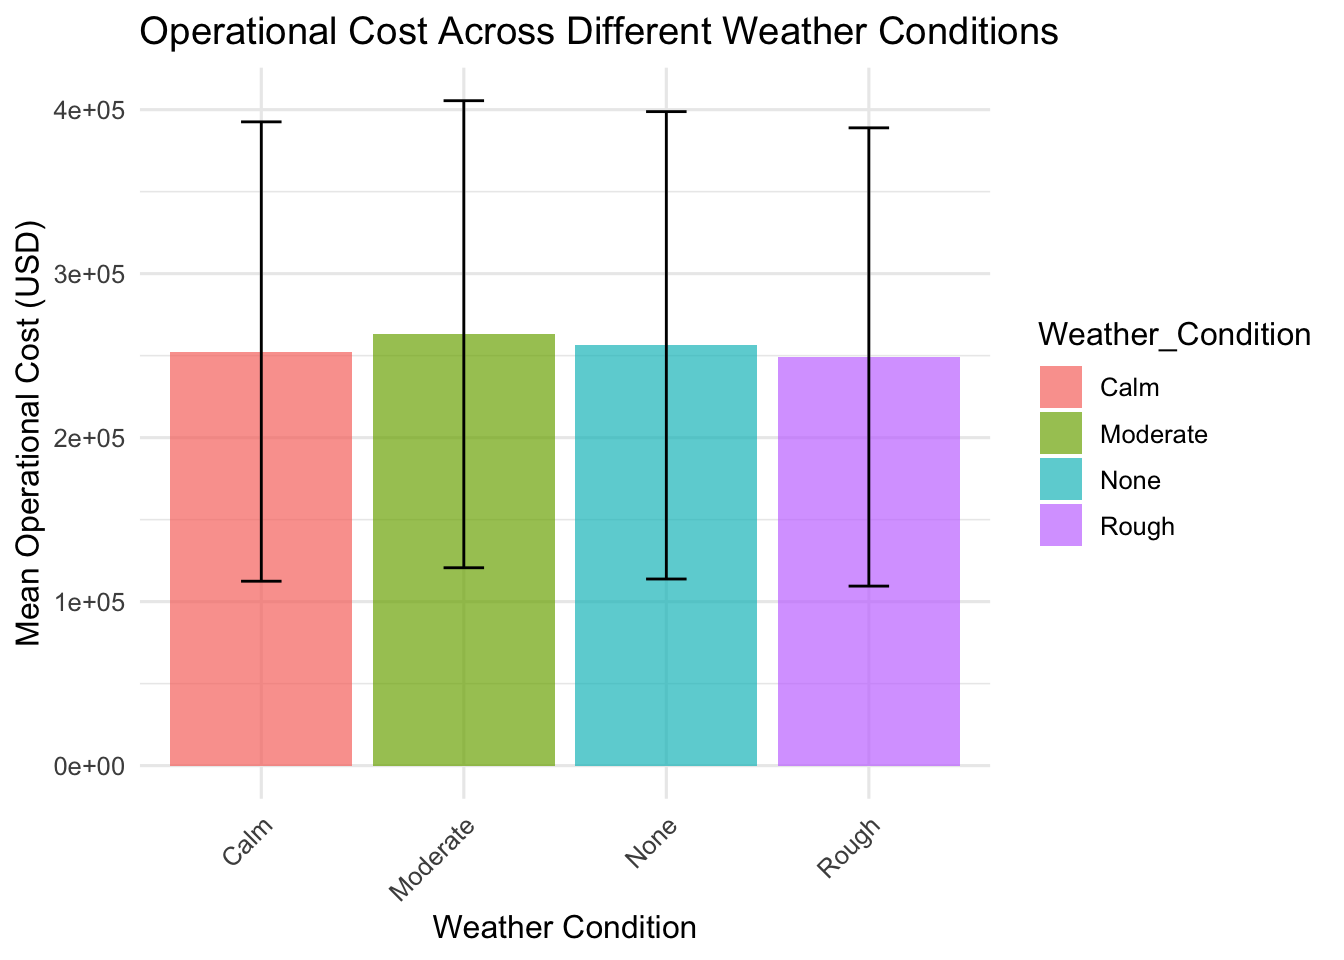 Operational Cost Across Different Weather Conditions
Mean Operational Cost (USD)
4e+05
3e+05
2e+05
1e+05
0e+00
Calm
Moderate
None
Rough
Weather Condition
Weather_Condition
Calm
Moderate
None
Rough